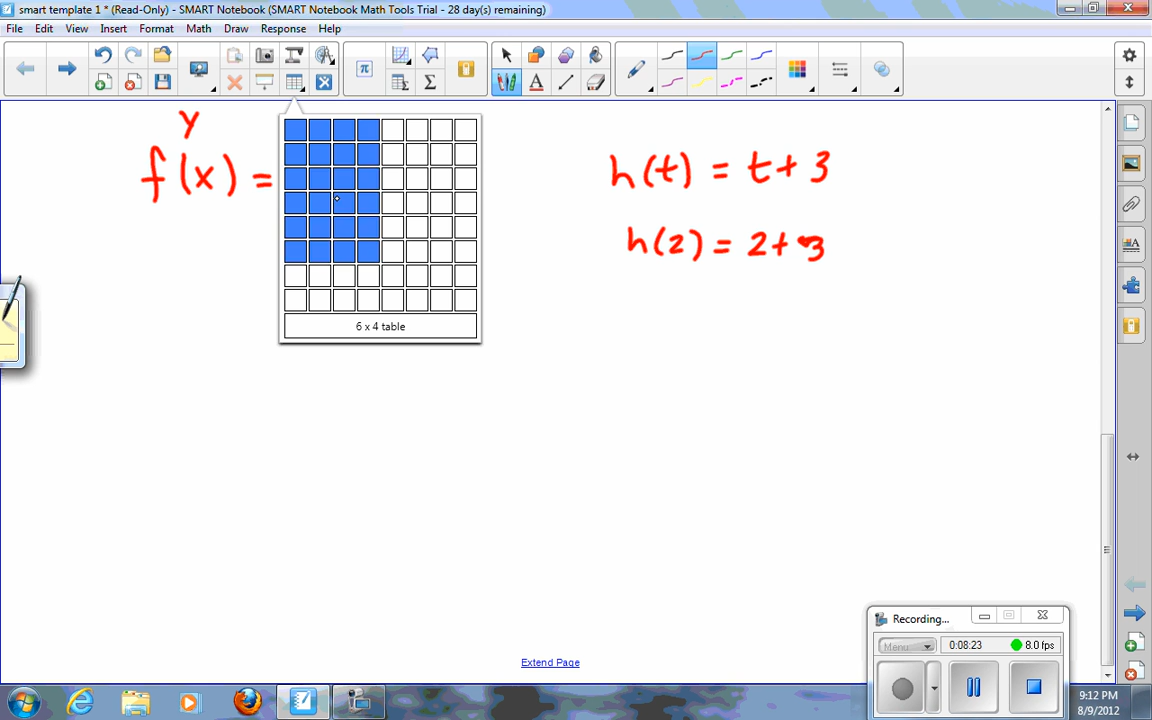 smart template 1 * (Read-Only) - SMART Notebook (SMART Notebook Math Tools Trial - 28 day(s) remaining)
File Edit View Insert Format Math Draw Response Help
y
f(x) =
6 x 4 table
h(t) = t + 3
h(2) = 2 + 3
Extend Page
Recording...
Menu 0:08:23 8.0 fps
9:12 PM
8/9/2012